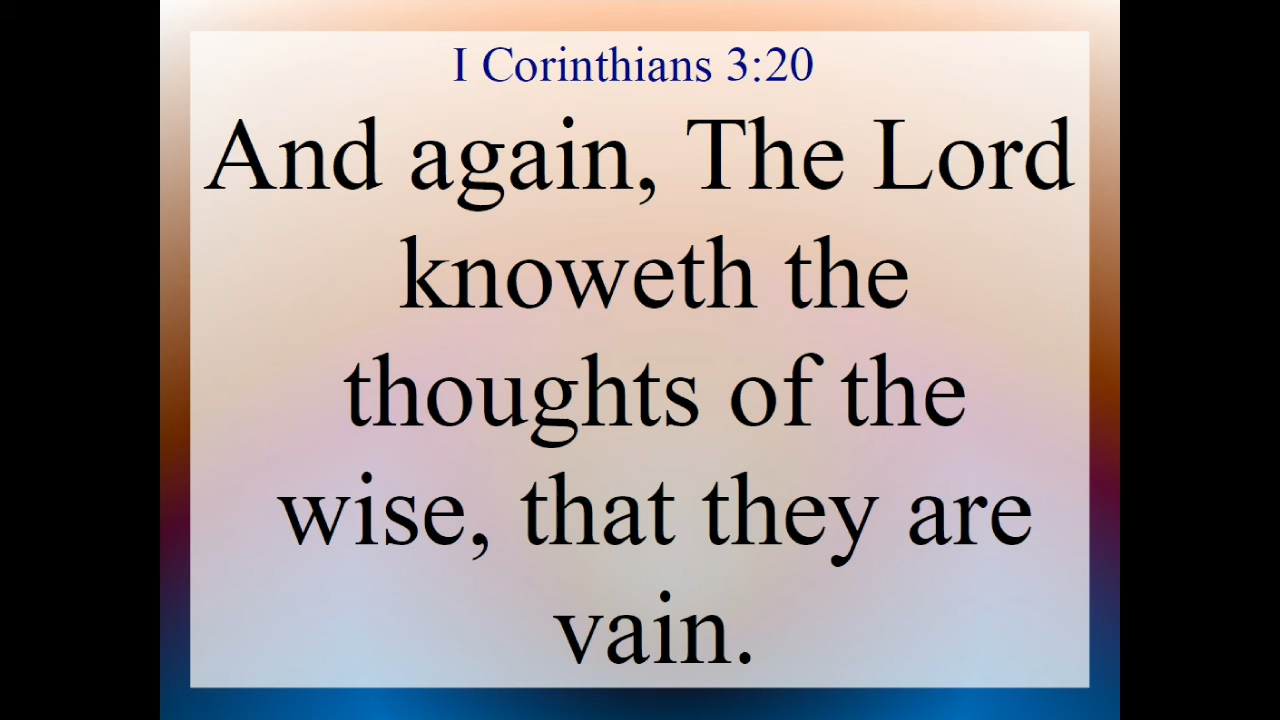 I Corinthians 3:20
And again, The Lord
knoweth the
thoughts of the
wise, that they are
vain.